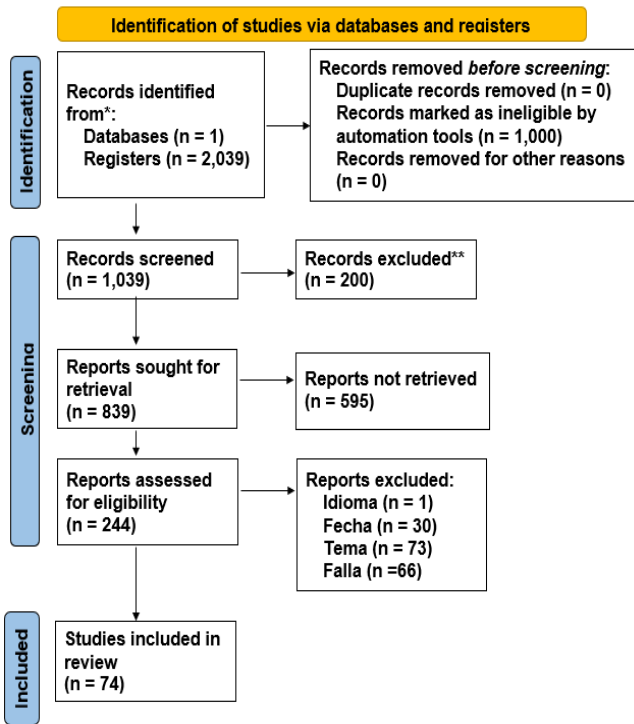 Identification of studies via databases and registers
Identification
Records identified
from*:
Databases (n = 1)
Registers (n = 2,039)
Records removed before screening:
Duplicate records removed (n = 0)
Records marked as ineligible by
automation tools (n = 1,000)
Records removed for other reasons
(n = 0)
Screening
Records screened
(n = 1,039)
Records excluded**
(n = 200)
Reports sought for
retrieval
(n = 839)
Reports not retrieved
(n = 595)
Reports assessed
for eligibility
(n = 244)
Reports excluded:
Idioma (n = 1)
Fecha (n = 30)
Tema (n = 73)
Falla (n =66)
Included
Studies included in
review
(n = 74)